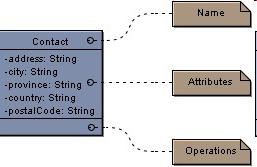 Contact
-address: String
-city: String
-province: String
-country: String
-postalCode: String
Name
Attributes
Operations